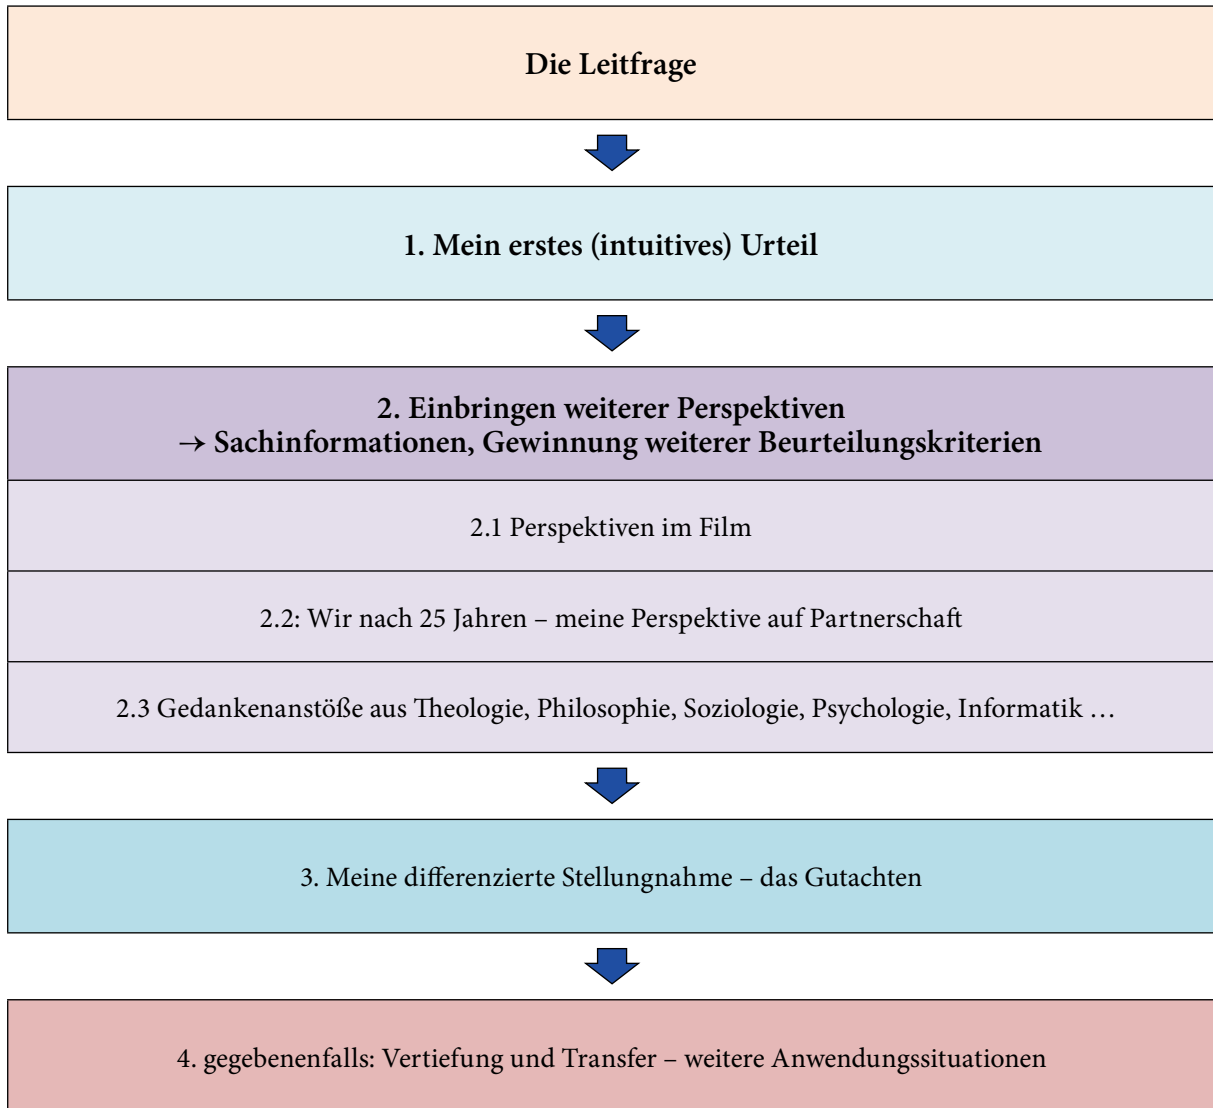 Die Leitfrage
1. Mein erstes (intuitives) Urteil
2. Einbringen weiterer Perspektiven
→ Sachinformationen, Gewinnung weiterer Beurteilungskriterien
2.1 Perspektiven im Film
2.2: Wir nach 25 Jahren – meine Perspektive auf Partnerschaft
2.3 Gedankenanstöße aus Theologie, Philosophie, Soziologie, Psychologie, Informatik …
3. Meine differenzierte Stellungnahme – das Gutachten
4. gegebenenfalls: Vertiefung und Transfer – weitere Anwendungssituationen